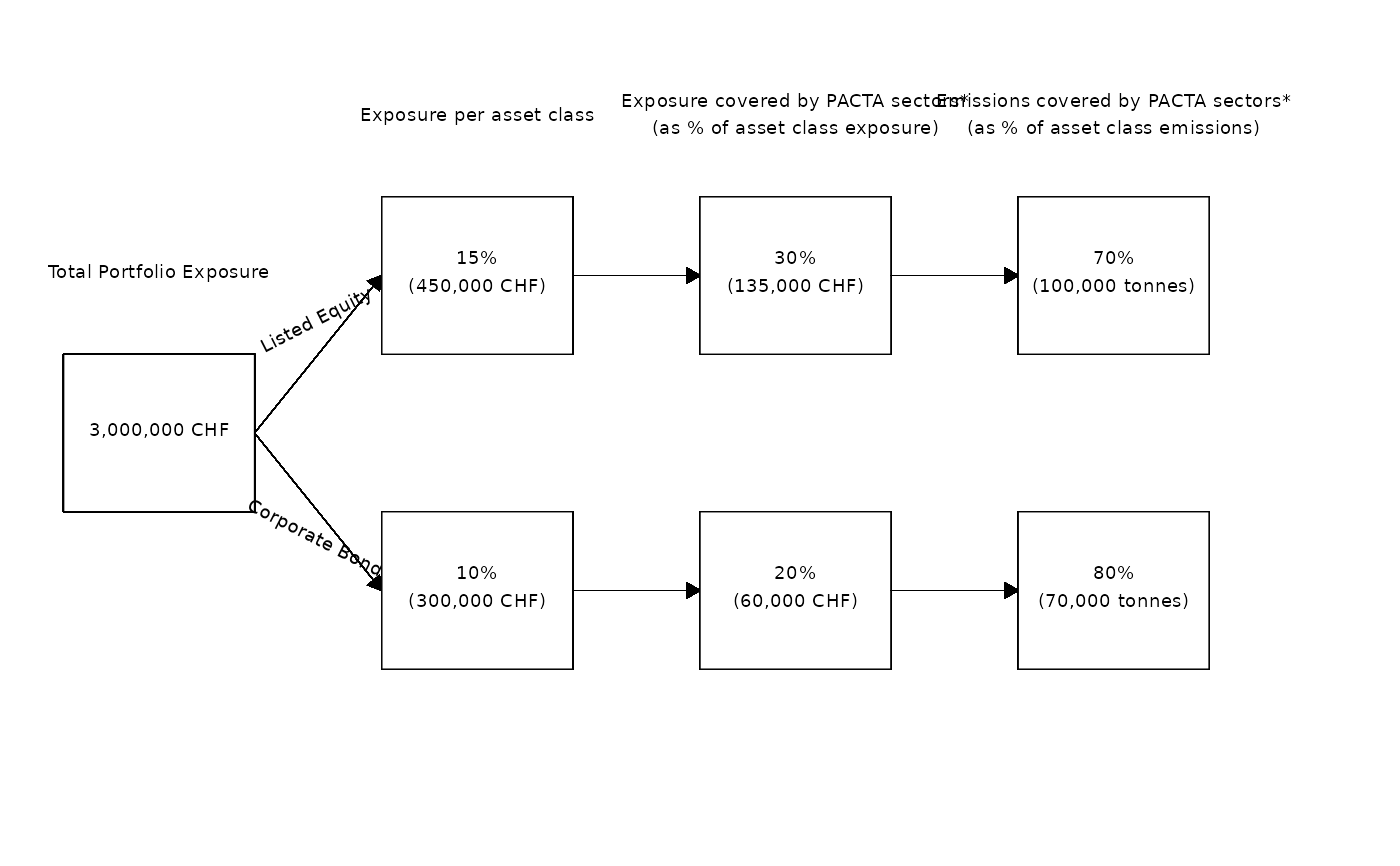 Exposure per asset class
Exposure covered by PACTA sectors*
(as % of asset class exposure)
Emissions covered by PACTA sectors*
(as % of asset class emissions)
Total Portfolio Exposure
3,000,000 CHF
Listed Equity
15%
(450,000 CHF)
30%
(135,000 CHF)
70%
(100,000 tonnes)
Corporate Bond
10%
(300,000 CHF)
20%
(60,000 CHF)
80%
(70,000 tonnes)